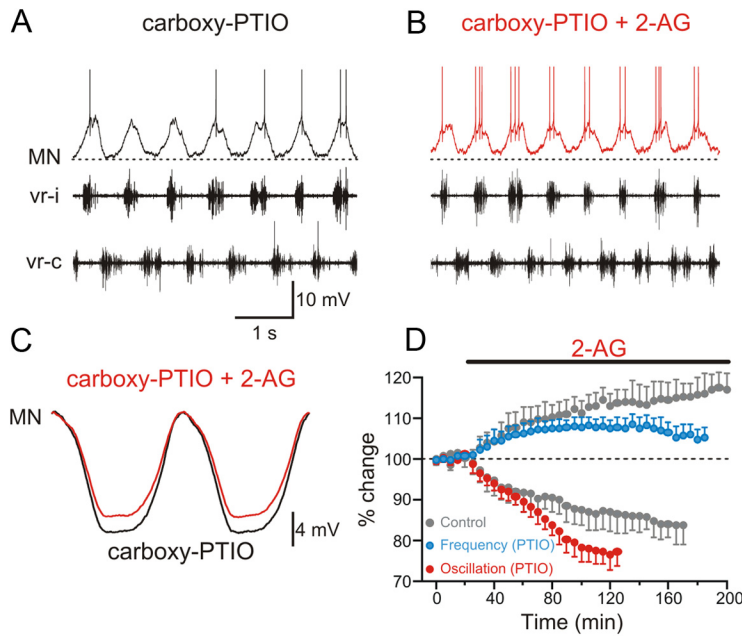 A
carboxy-PTIO
MN
vr-i
vr-c
10 mV
1 s
B
carboxy-PTIO + 2-AG
C
carboxy-PTIO + 2-AG
MN
carboxy-PTIO
4 mV
D
2-AG
% change
120
110
100
90
80
70
Control
Frequency (PTIO)
Oscillation (PTIO)
0
40
80
120
160
200
Time (min)